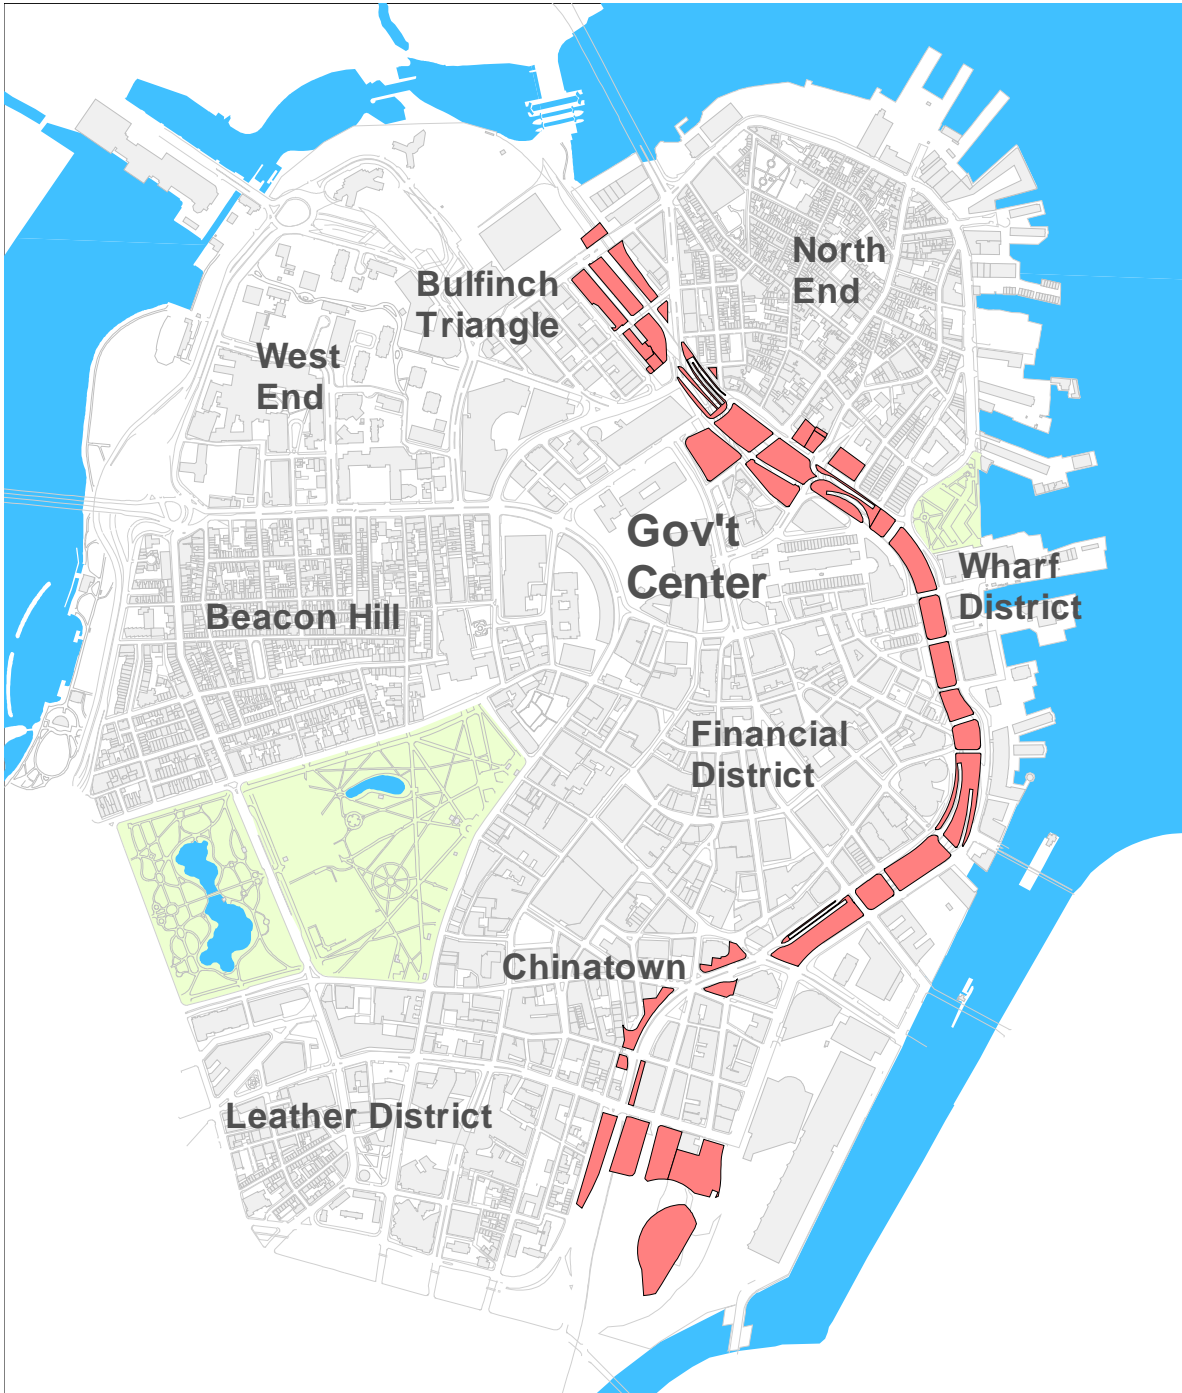 North
End
Bulfinch
Triangle
West
End
Gov't
Center
Wharf
District
Beacon Hill
Financial
District
Chinatown
Leather District